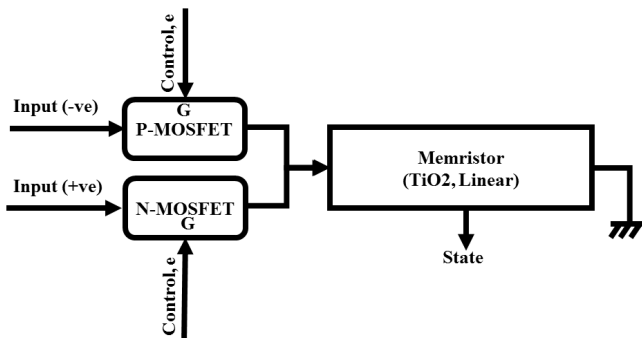 Control, e
Input (-ve)
G
P-MOSFET
Memristor
(TiO2, Linear)
Input (+ve)
N-MOSFET
G
State
Control, e